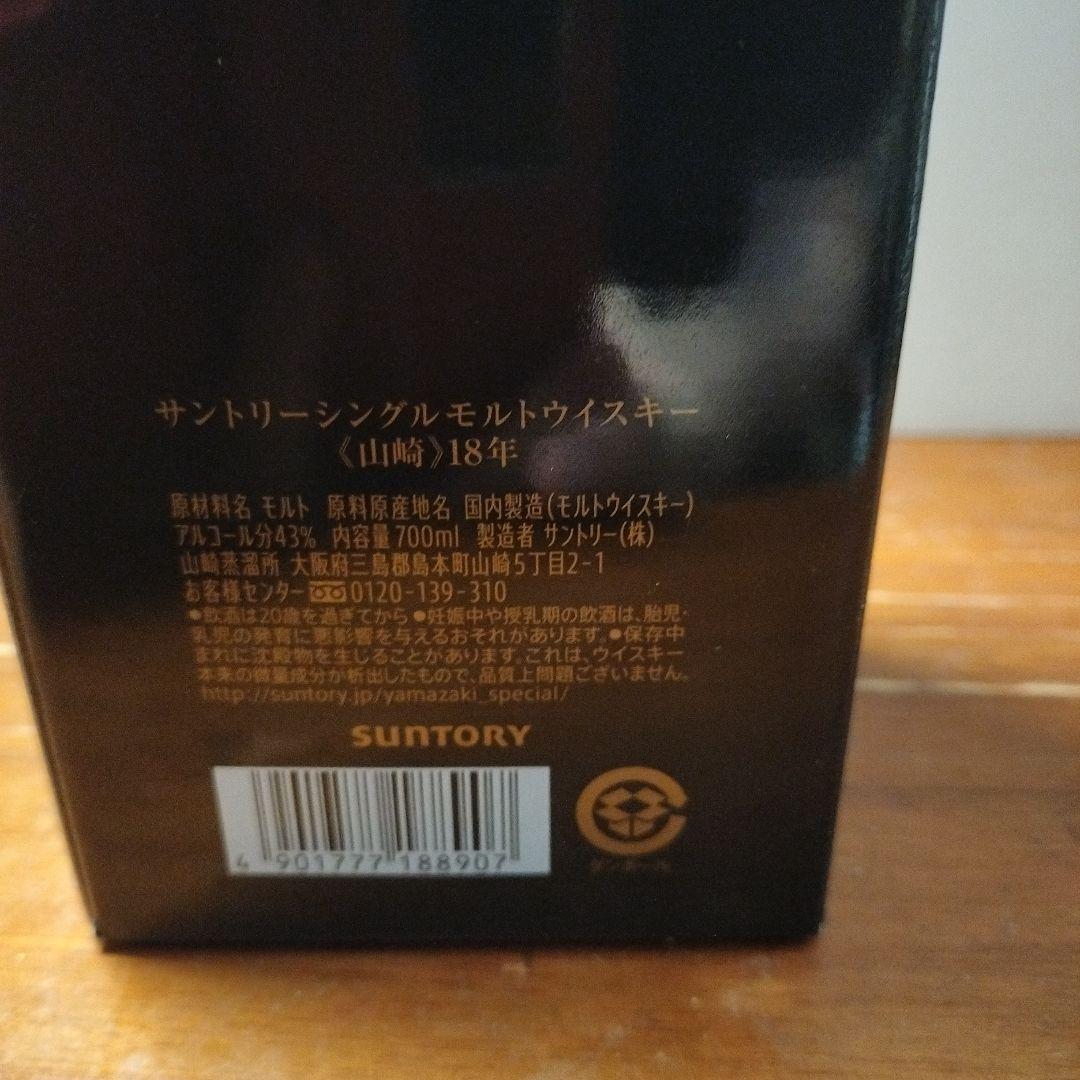 サントリーシングルモルトウイスキー
《山崎》18年
原材料名 モルト 原料原産地名 国内製造(モルトウイスキー)
アルコール分43% 内容量700ml 製造者 サントリー(株)
山崎蒸溜所 大阪府三島郡島本町山崎5丁目2-1
お客様センター 0120-139-310
●飲酒は20歳を過ぎてから ●妊娠中や授乳期の飲酒は、胎児・
乳児の発育に悪影響を与えるおそれがあります。●保存中
まれに沈殿物を生じることがあります。これは、ウイスキー
本来の微量成分が析出したもので、品質上問題ございません。
http://suntory.jp/yamazaki_special/
SUNTORY
4 901777 188907
ダンボール